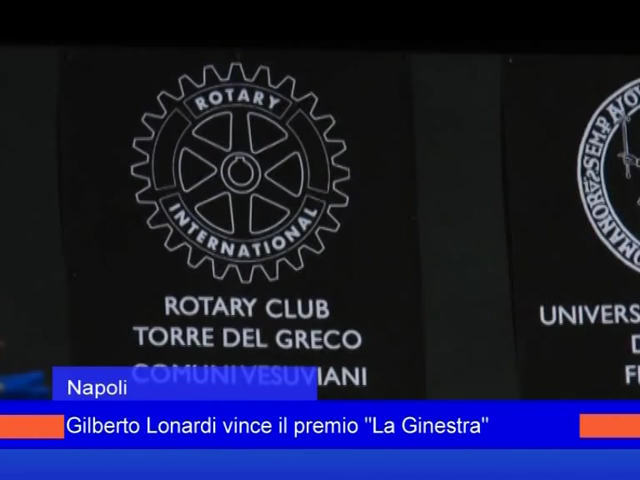 ROTARY
INTERNATIONAL
ROTARY CLUB
TORRE DEL GRECO
COMUNI VESUVIANI
UNIVERS
D
Napoli
Gilberto Lonardi vince il premio "La Ginestra"